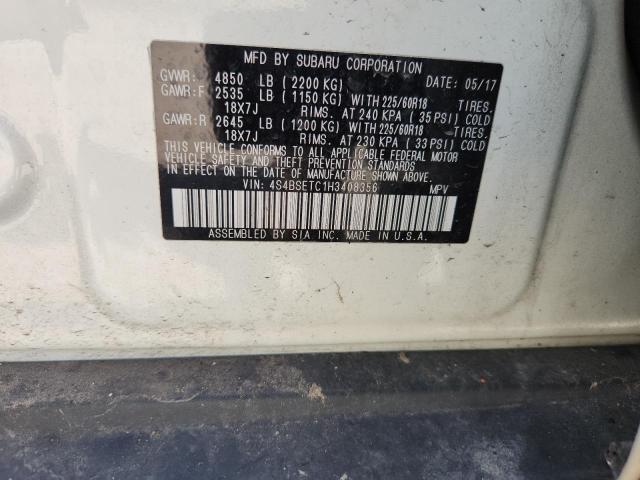 MFD BY SUBARU CORPORATION
GVWR: 4850 LB (2200 KG) DATE: 05/17
GAWR:F 2535 LB (1150 KG) WITH 225/60R18 TIRES.
18X7J RIMS. AT 240 KPA (35 PSI) COLD
GAWR:R 2645 LB (1200 KG) WITH 225/60R18 TIRES.
18X7J RIMS. AT 230 KPA (33 PSI) COLD
THIS VEHICLE CONFORMS TO ALL APPLICABLE FEDERAL MOTOR
VEHICLE SAFETY AND THEFT PREVENTION STANDARDS IN
EFFECT ON THE DATE OF MANUFACTURE SHOWN ABOVE.
VIN: 4S4BSETC1H3408356 MPV
ASSEMBLED BY SIA INC. MADE IN U.S.A.